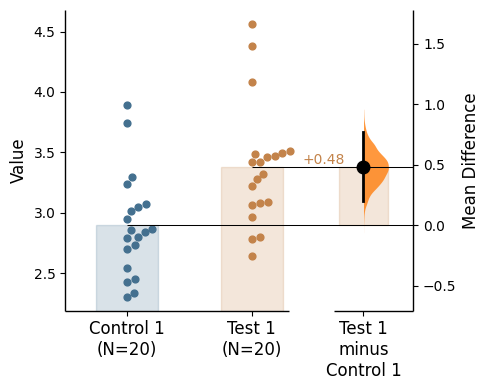 Value
4.5
4.0
3.5
3.0
2.5
+0.48
1.5
1.0
0.5
0.0
−0.5
Mean Difference
Control 1
(N=20)
Test 1
(N=20)
Test 1
minus
Control 1